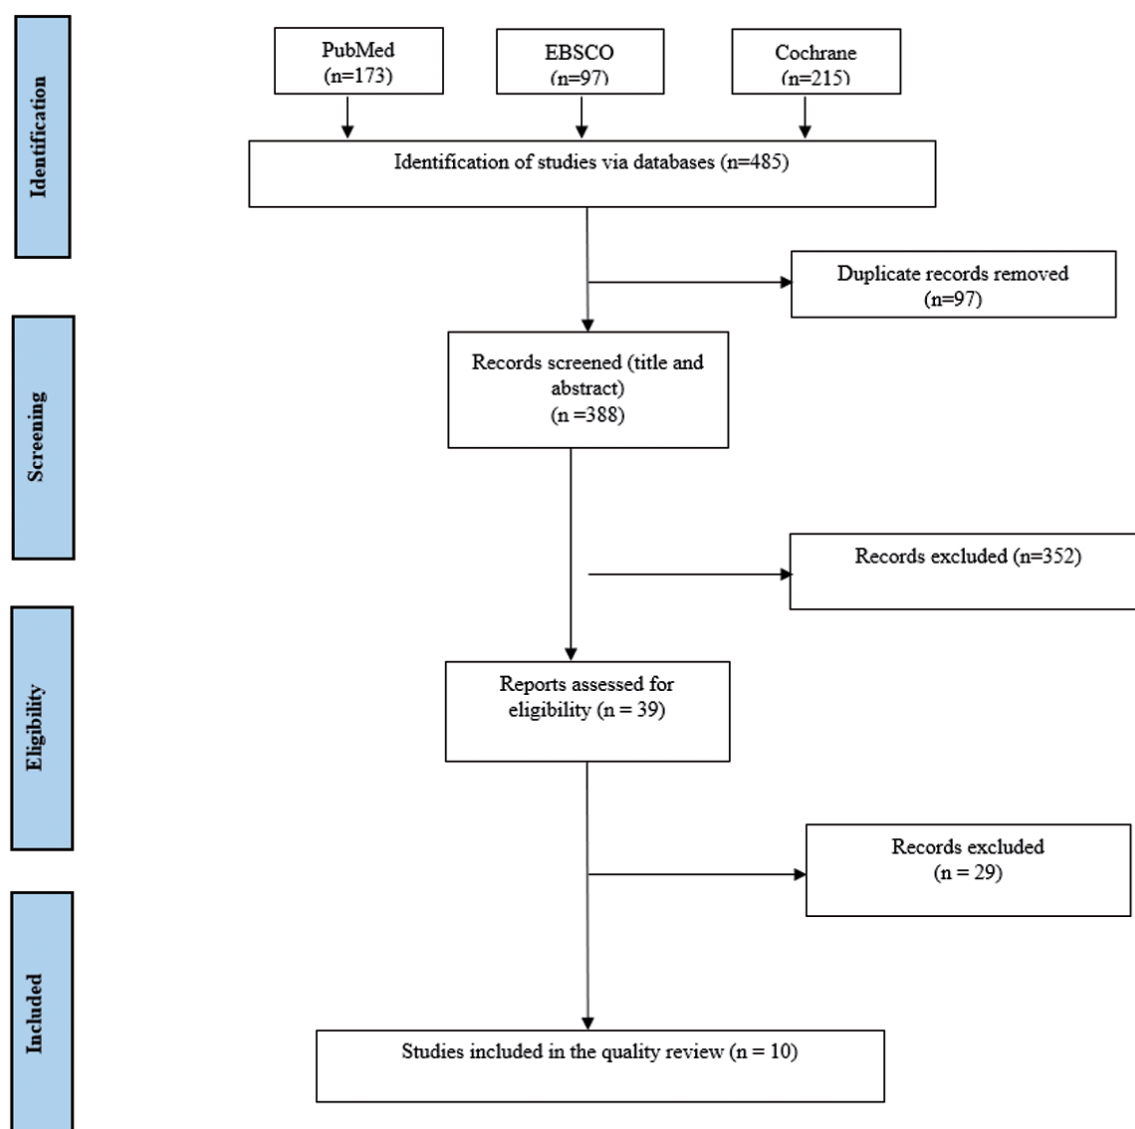 Identification
PubMed
(n=173)
EBSCO
(n=97)
Cochrane
(n=215)
Identification of studies via databases (n=485)
Duplicate records removed
(n=97)
Screening
Records screened (title and
abstract)
(n =388)
Records excluded (n=352)
Eligibility
Reports assessed for
eligibility (n = 39)
Records excluded
(n = 29)
Included
Studies included in the quality review (n = 10)